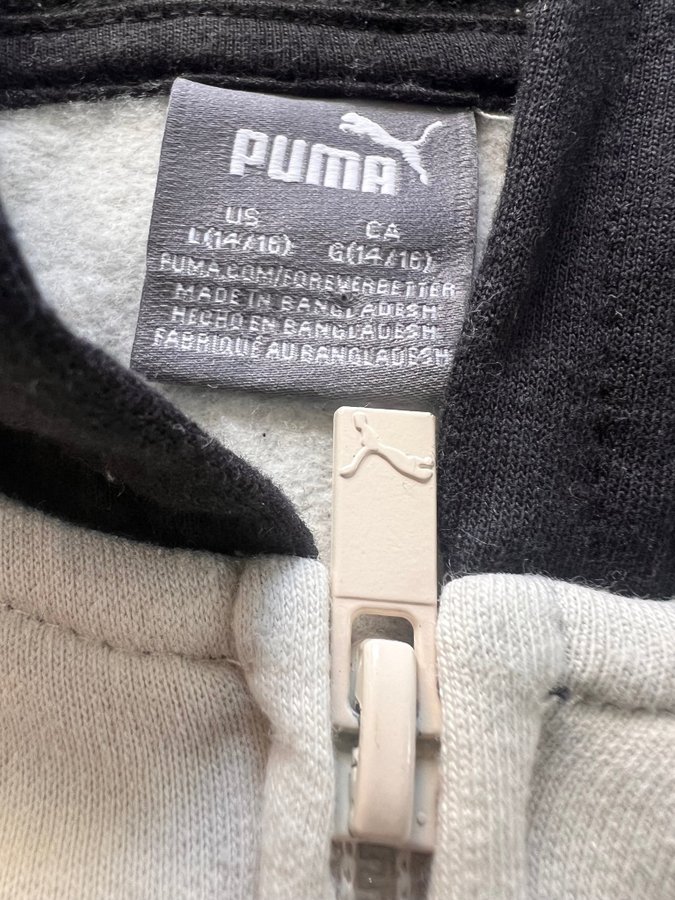 PUMA
US CA
L(14/16) G(14/16)
PUMA.COM/FOREVERBETTER
MADE IN BANGLADESH
HECHO EN BANGLADESH
FABRIQUÉ AU BANGLADESH